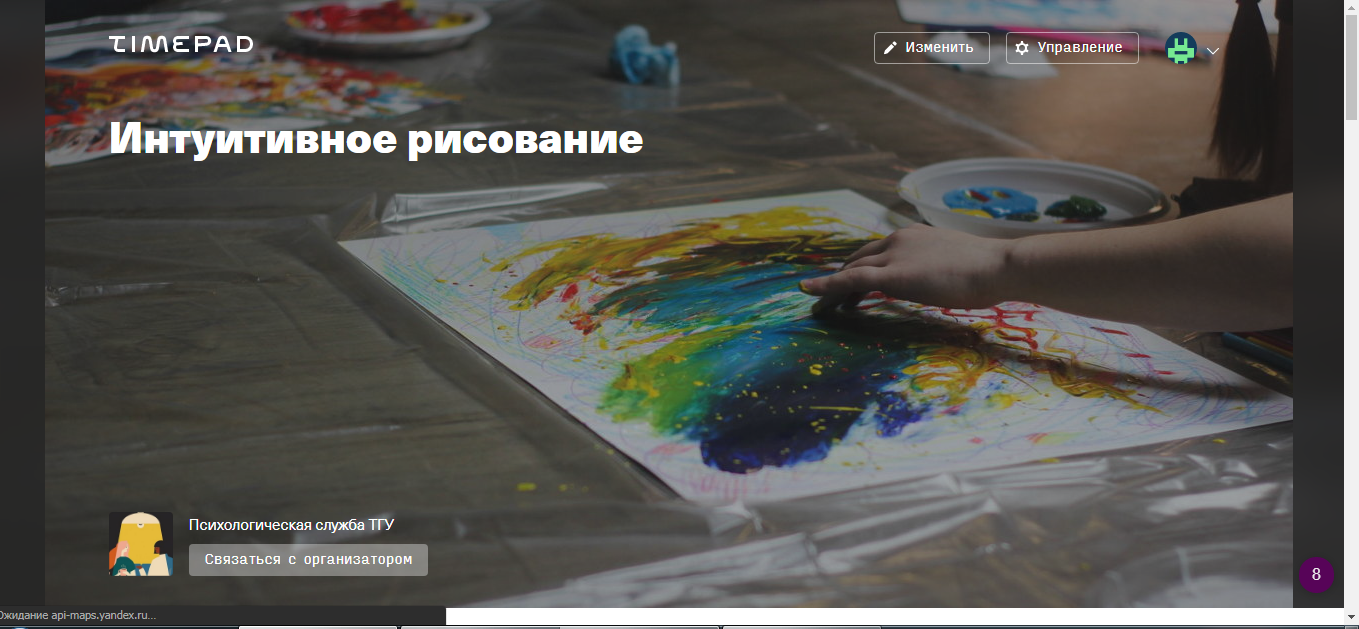 TIMEPAD
Изменить
Управление
Интуитивное рисование
Психологическая служба ТГУ
Связаться с организатором
8
Ожидание api-maps.yandex.ru...